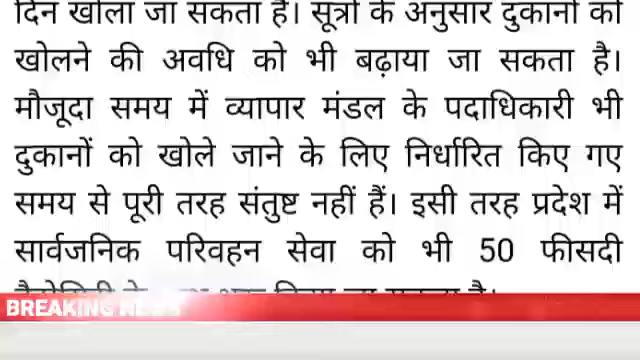 दिन खोला जा सकता है। सूत्रों के अनुसार दुकानों को
खोलने की अवधि को भी बढ़ाया जा सकता है।
मौजूदा समय में व्यापार मंडल के पदाधिकारी भी
दुकानों को खोले जाने के लिए निर्धारित किए गए
समय से पूरी तरह संतुष्ट नहीं हैं। इसी तरह प्रदेश में
सार्वजनिक परिवहन सेवा को भी 50 फीसदी
BREAKING NEWS